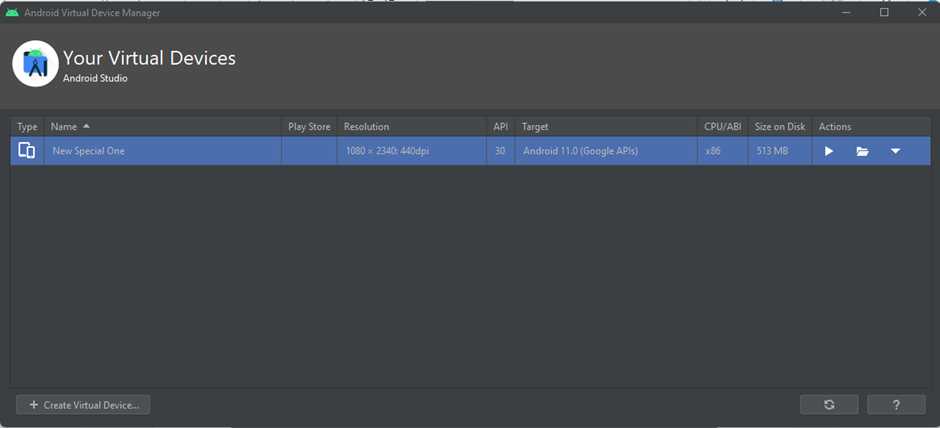 Android Virtual Device Manager
Your Virtual Devices
Android Studio
Type Name Play Store Resolution API Target CPU/ABI Size on Disk Actions
New Special One 1080 × 2340: 440dpi 30 Android 11.0 (Google APIs) x86 513 MB
+ Create Virtual Device... ?